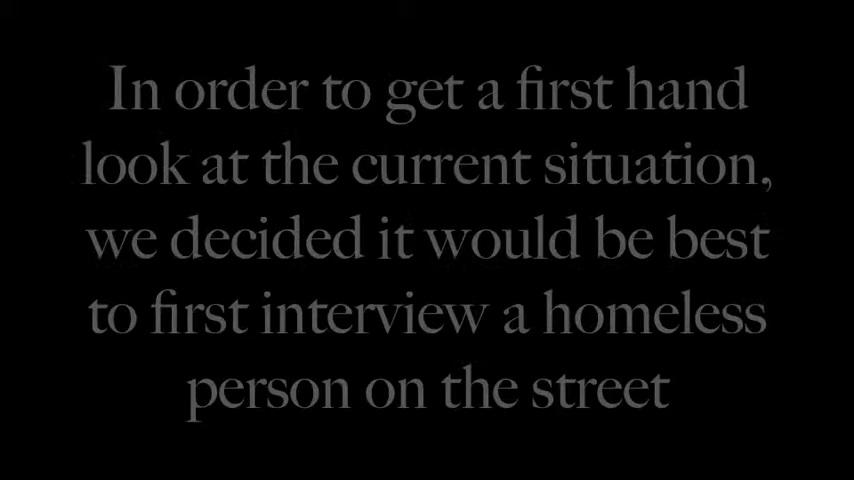 In order to get a first hand
look at the current situation,
we decided it would be best
to first interview a homeless
person on the street